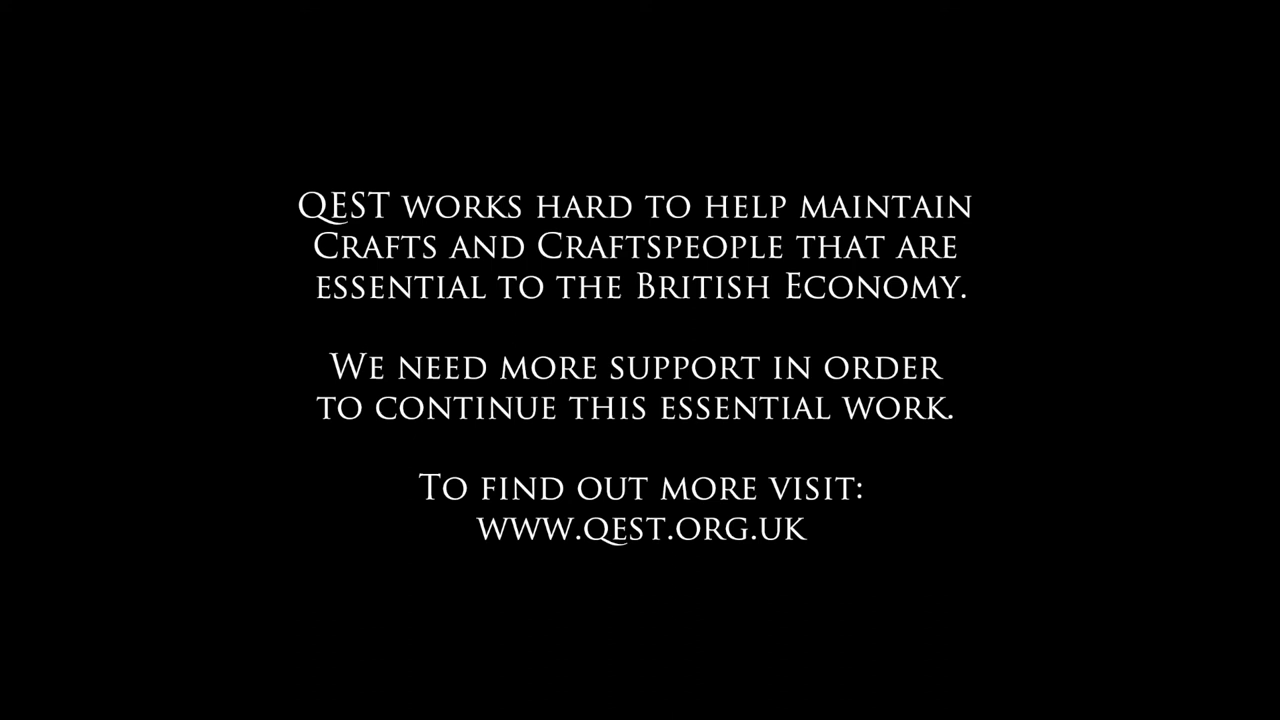 QEST works hard to help maintain
Crafts and Craftspeople that are
essential to the British Economy.
We need more support in order
to continue this essential work.
To find out more visit:
www.qest.org.uk